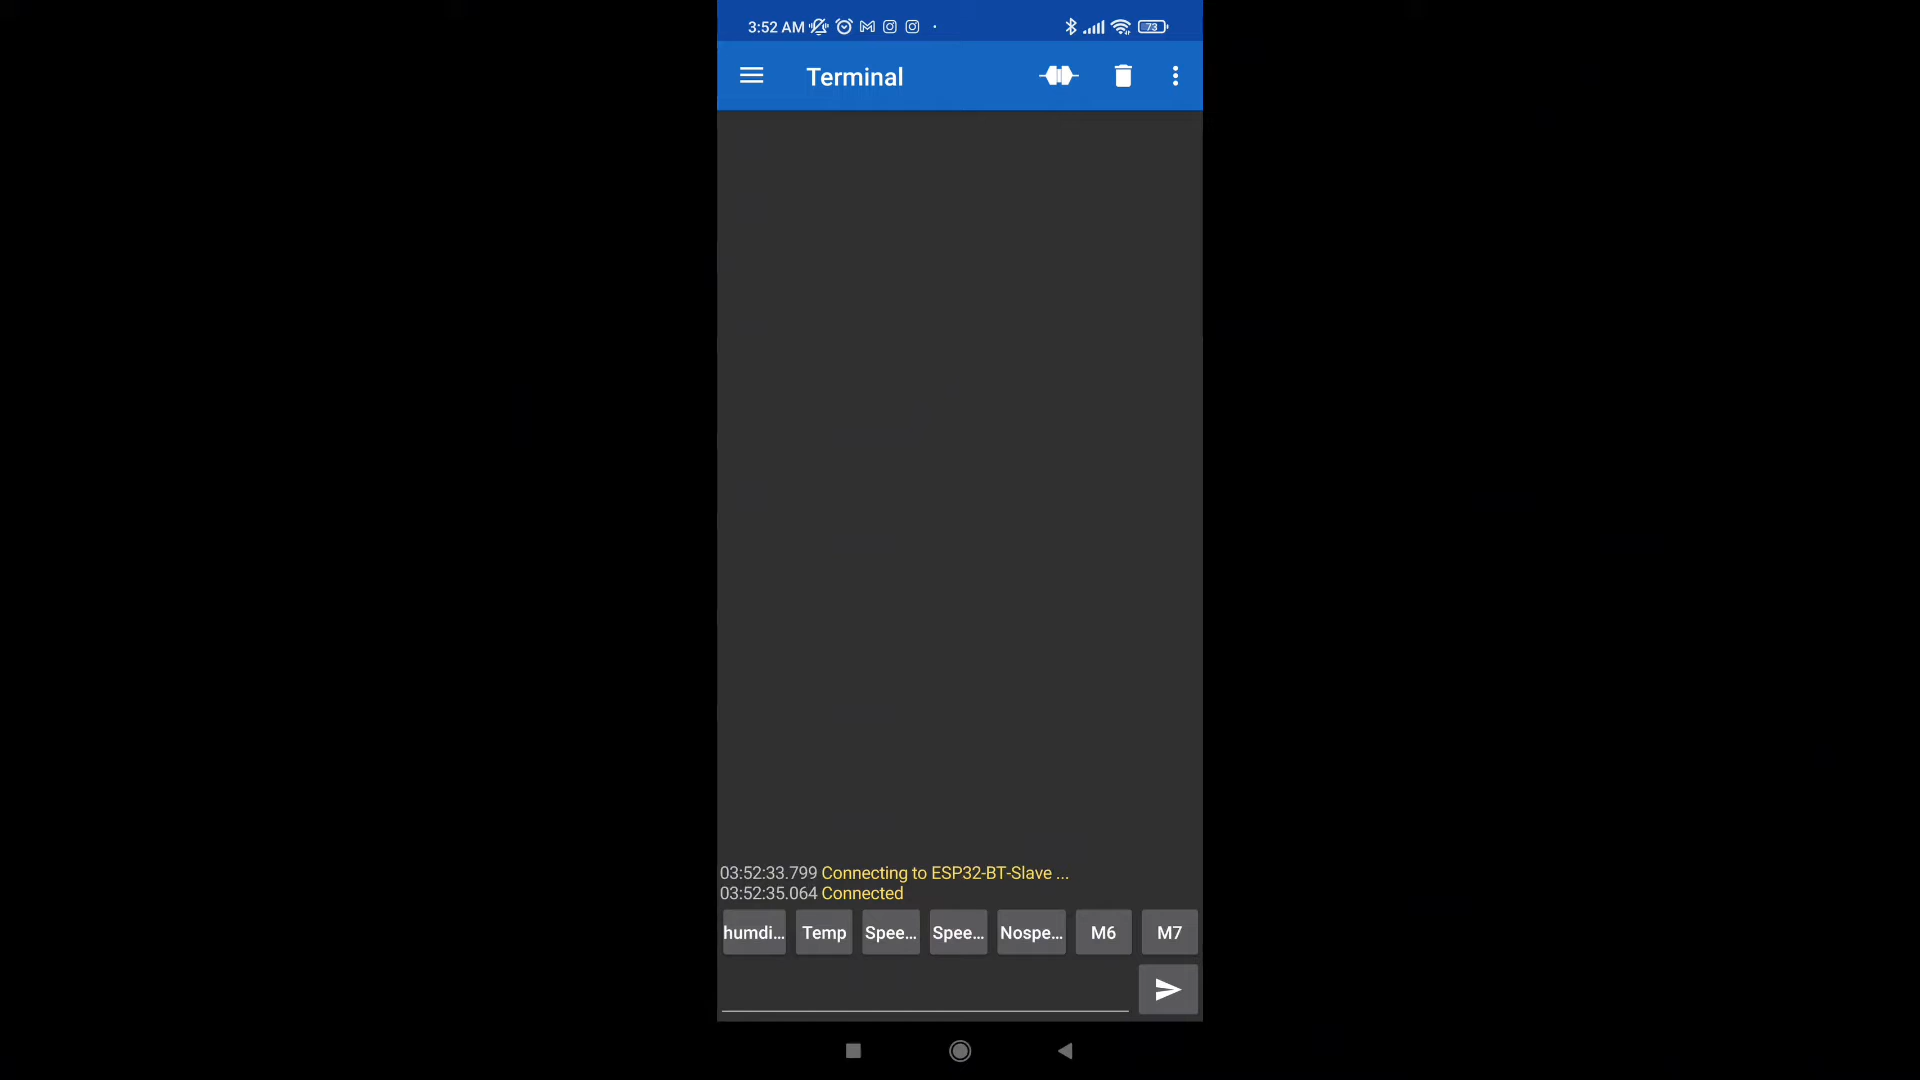 3:52 AM 73
Terminal
03:52:33.799 Connecting to ESP32-BT-Slave ...
03:52:35.064 Connected
humdi... Temp Spee... Spee... Nospe... M6 M7